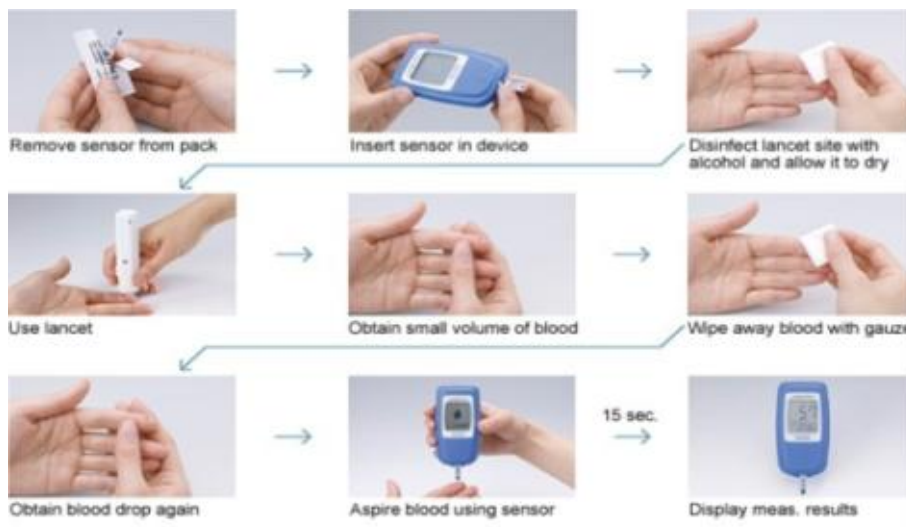 Remove sensor from pack
Insert sensor in device
Disinfect lancet site with
alcohol and allow it to dry
Use lancet
Obtain small volume of blood
Wipe away blood with gauze
Obtain blood drop again
Aspire blood using sensor
15 sec.
Display meas. results